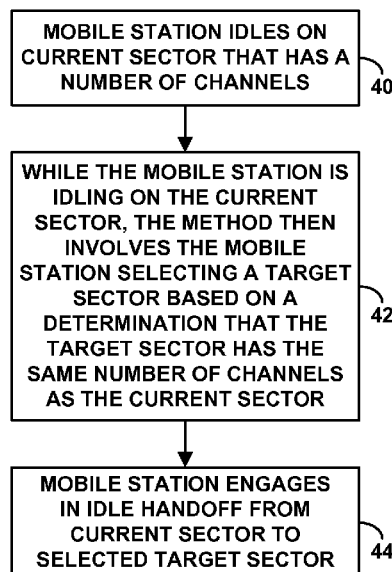 MOBILE STATION IDLES ON
CURRENT SECTOR THAT HAS A
NUMBER OF CHANNELS
40
WHILE THE MOBILE STATION IS
IDLING ON THE CURRENT
SECTOR, THE METHOD THEN
INVOLVES THE MOBILE
STATION SELECTING A TARGET
SECTOR BASED ON A
DETERMINATION THAT THE
TARGET SECTOR HAS THE
SAME NUMBER OF CHANNELS
AS THE CURRENT SECTOR
42
MOBILE STATION ENGAGES
IN IDLE HANDOFF FROM
CURRENT SECTOR TO
SELECTED TARGET SECTOR
44